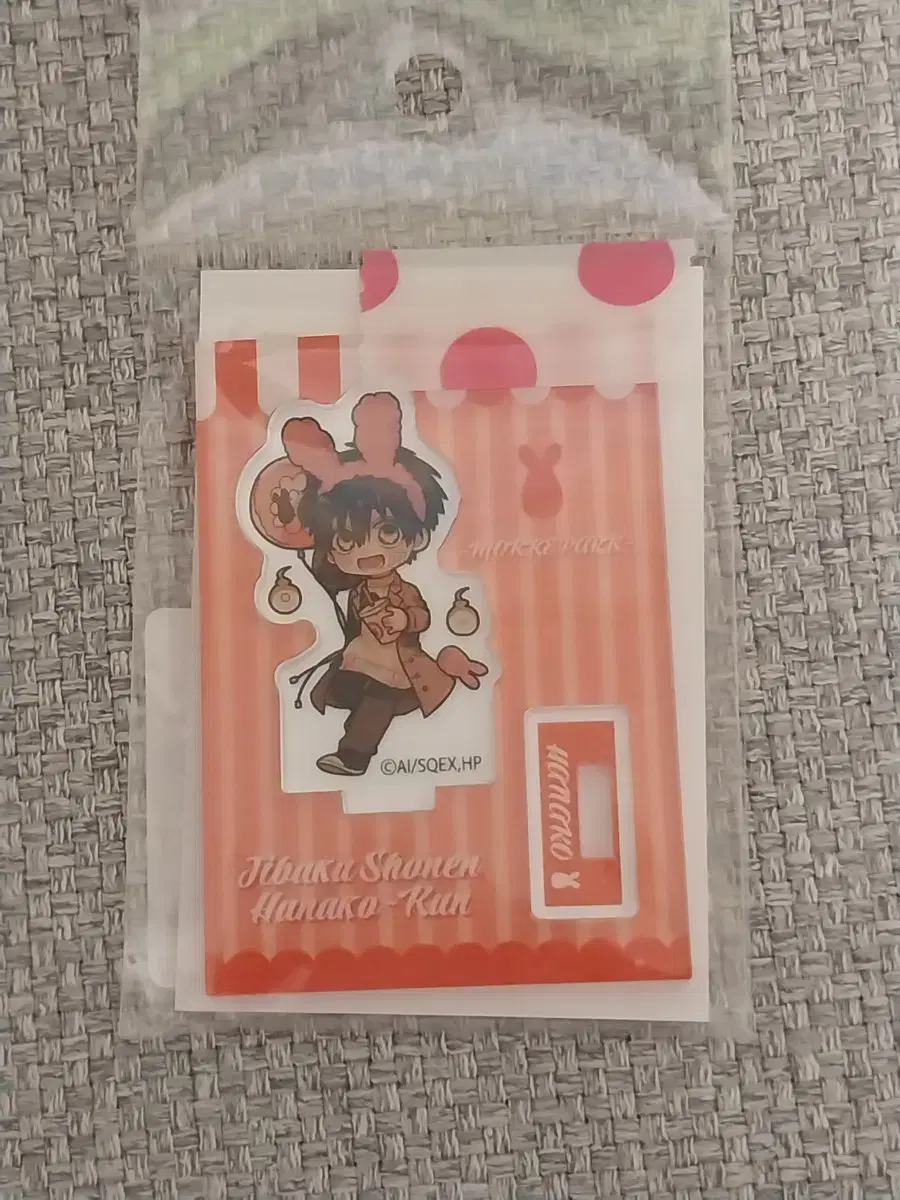 -MOKKE PARK-
©AI/SQEX,HP
HANAKO
Jibaku Shonen
Hanako-Kun